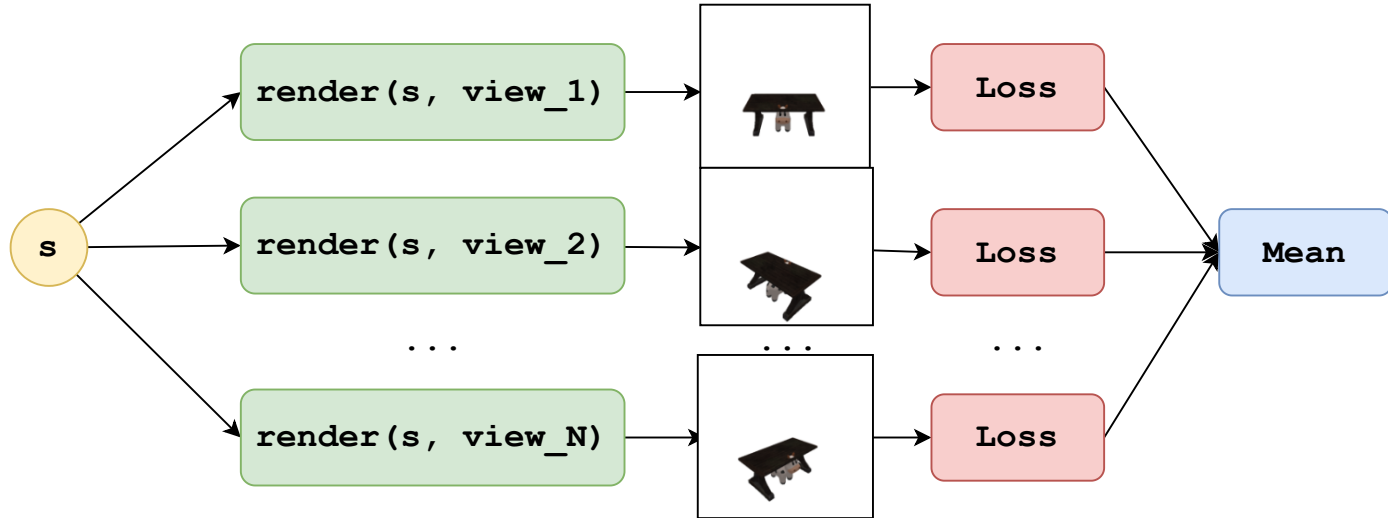 render(s, view_1)
Loss
s
render(s, view_2)
Loss
Mean
... ... ...
render(s, view_N)
Loss